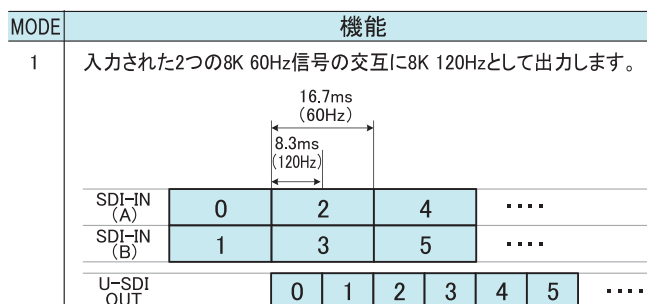 MODE 機能
1 入力された2つの8K 60Hz信号の交互に8K 120Hzとして出力します。
16.7ms
(60Hz)
8.3ms
(120Hz)
SDI-IN
(A)
0 2 4 ････
SDI-IN
(B)
1 3 5 ････
U-SDI
OUT
0 1 2 3 4 5 ････